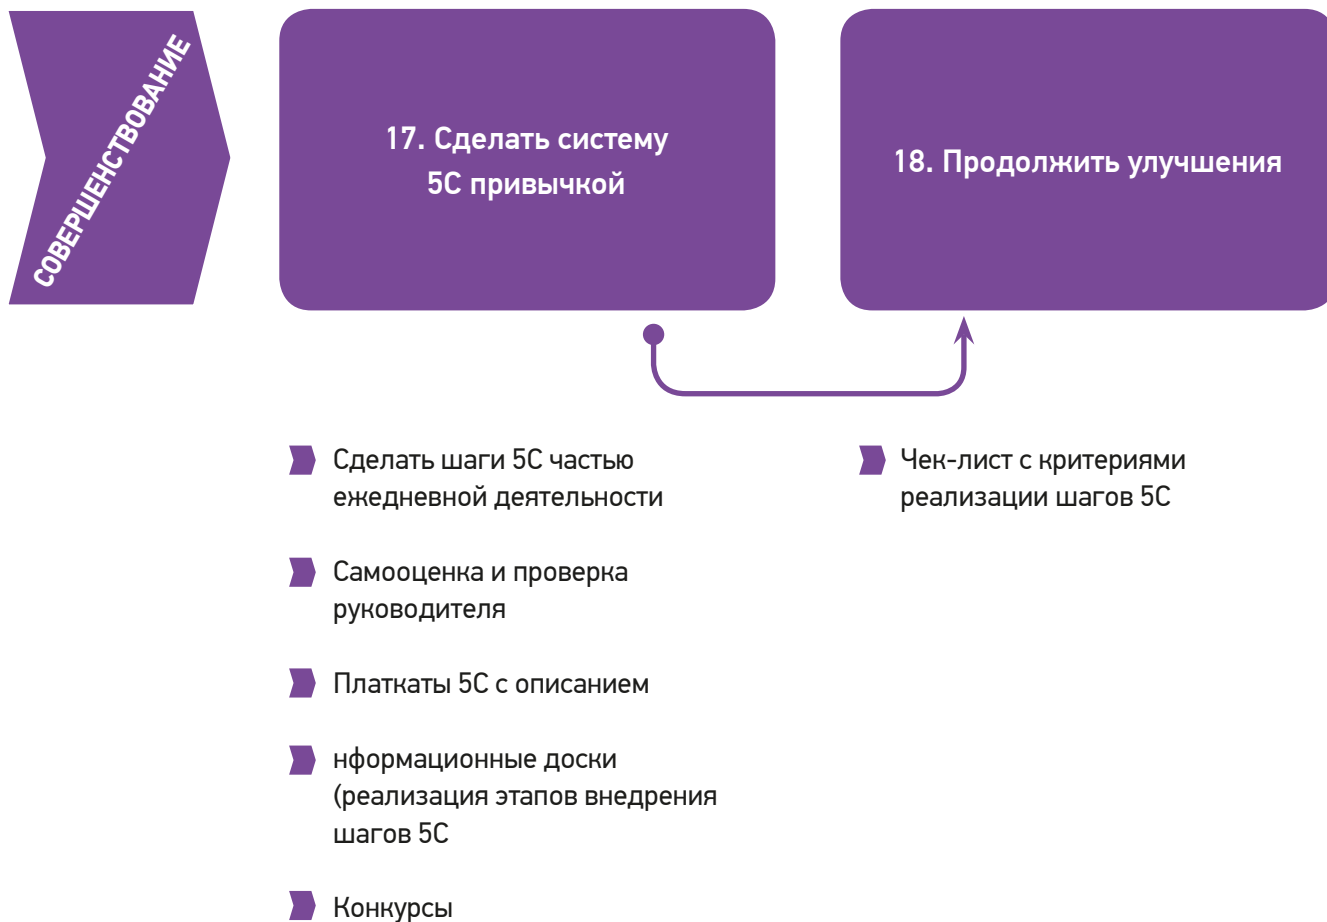 СОВЕРШЕНСТВОВАНИЕ
17. Сделать систему
5С привычкой
18. Продолжить улучшения
Сделать шаги 5С частью
ежедневной деятельности
Самооценка и проверка
руководителя
Платкаты 5С с описанием
нформационные доски
(реализация этапов внедрения
шагов 5С
Конкурсы
Чек-лист с критериями
реализации шагов 5С